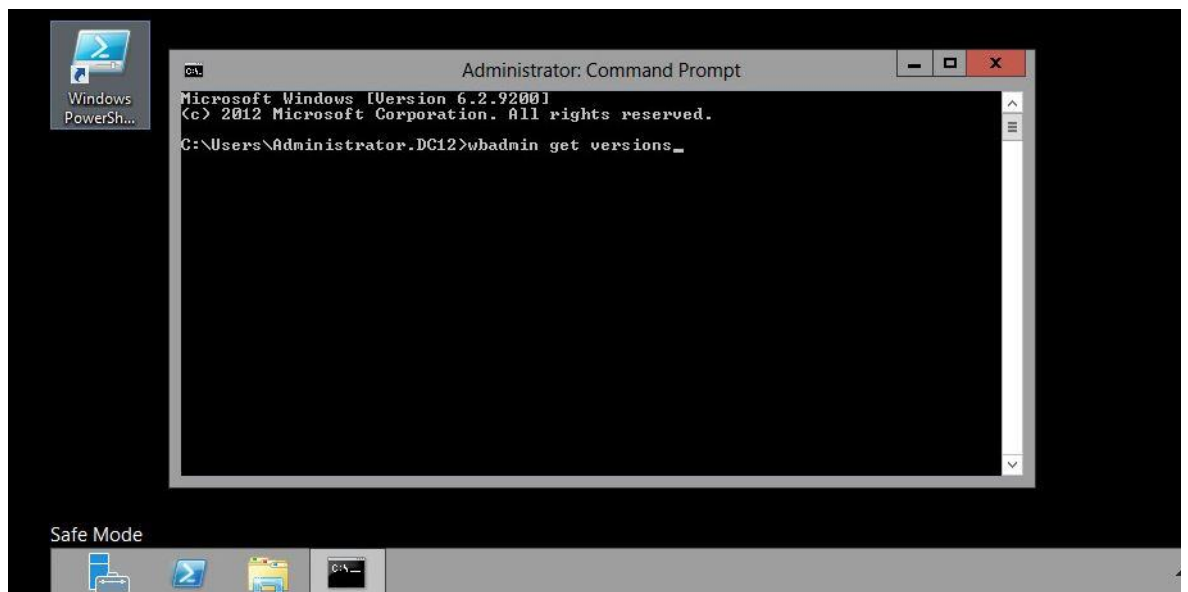 Windows
PowerSh...
Administrator: Command Prompt
Microsoft Windows [Version 6.2.9200]
(c) 2012 Microsoft Corporation. All rights reserved.
C:\Users\Administrator.DC12>wbadmin get versions_
Safe Mode